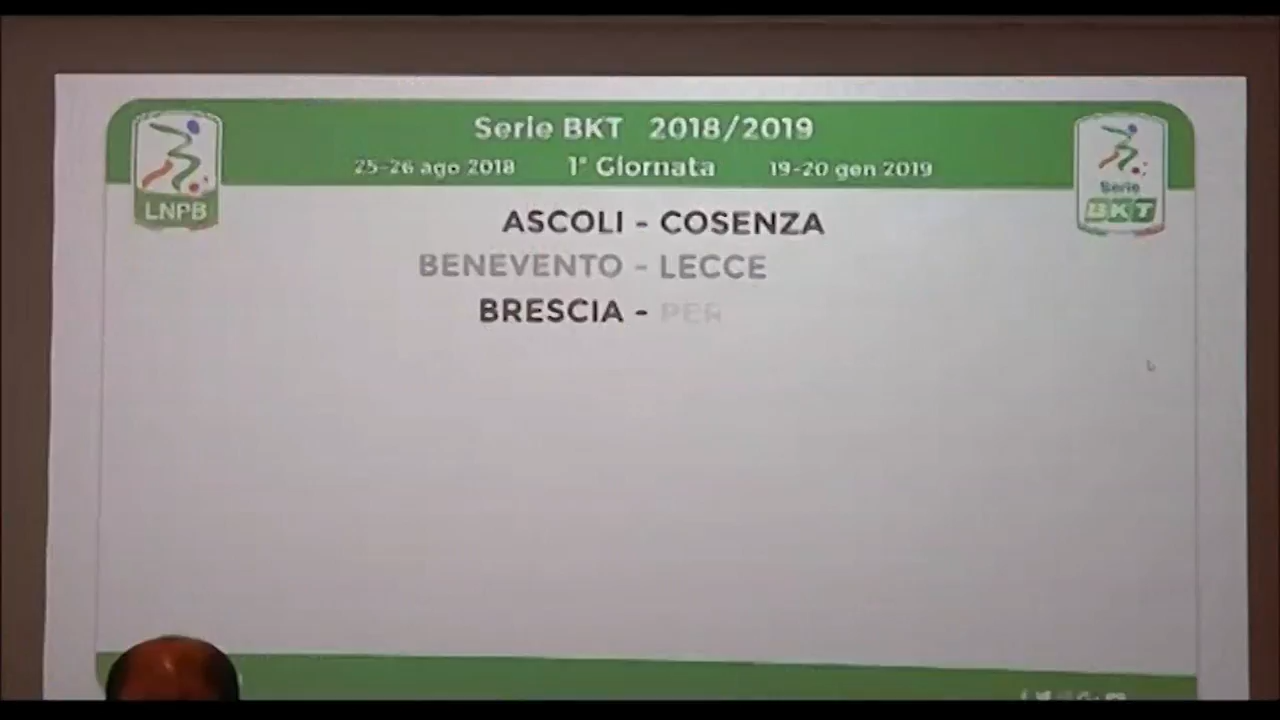 Serie BKT 2018/2019
25-26 ago 2018 1° Giornata 19-20 gen 2019
LNPB
Serie
BKT
ASCOLI - COSENZA
BENEVENTO - LECCE
BRESCIA - PER